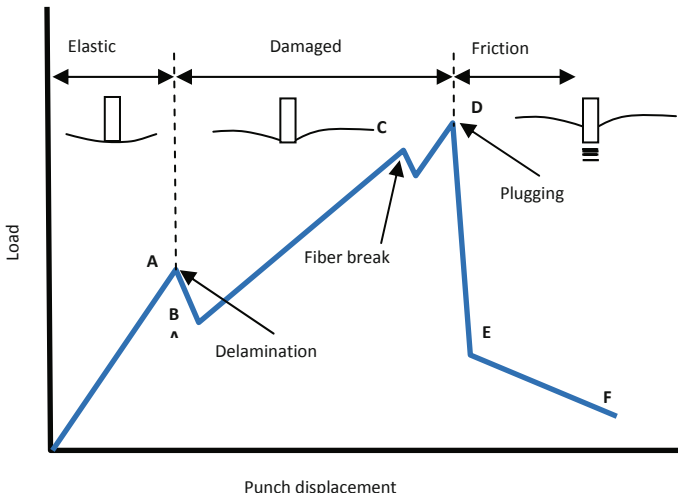 Elastic
Damaged
Friction
C
D
Plugging
Fiber break
A
B
Delamination
E
F
Load
Punch displacement